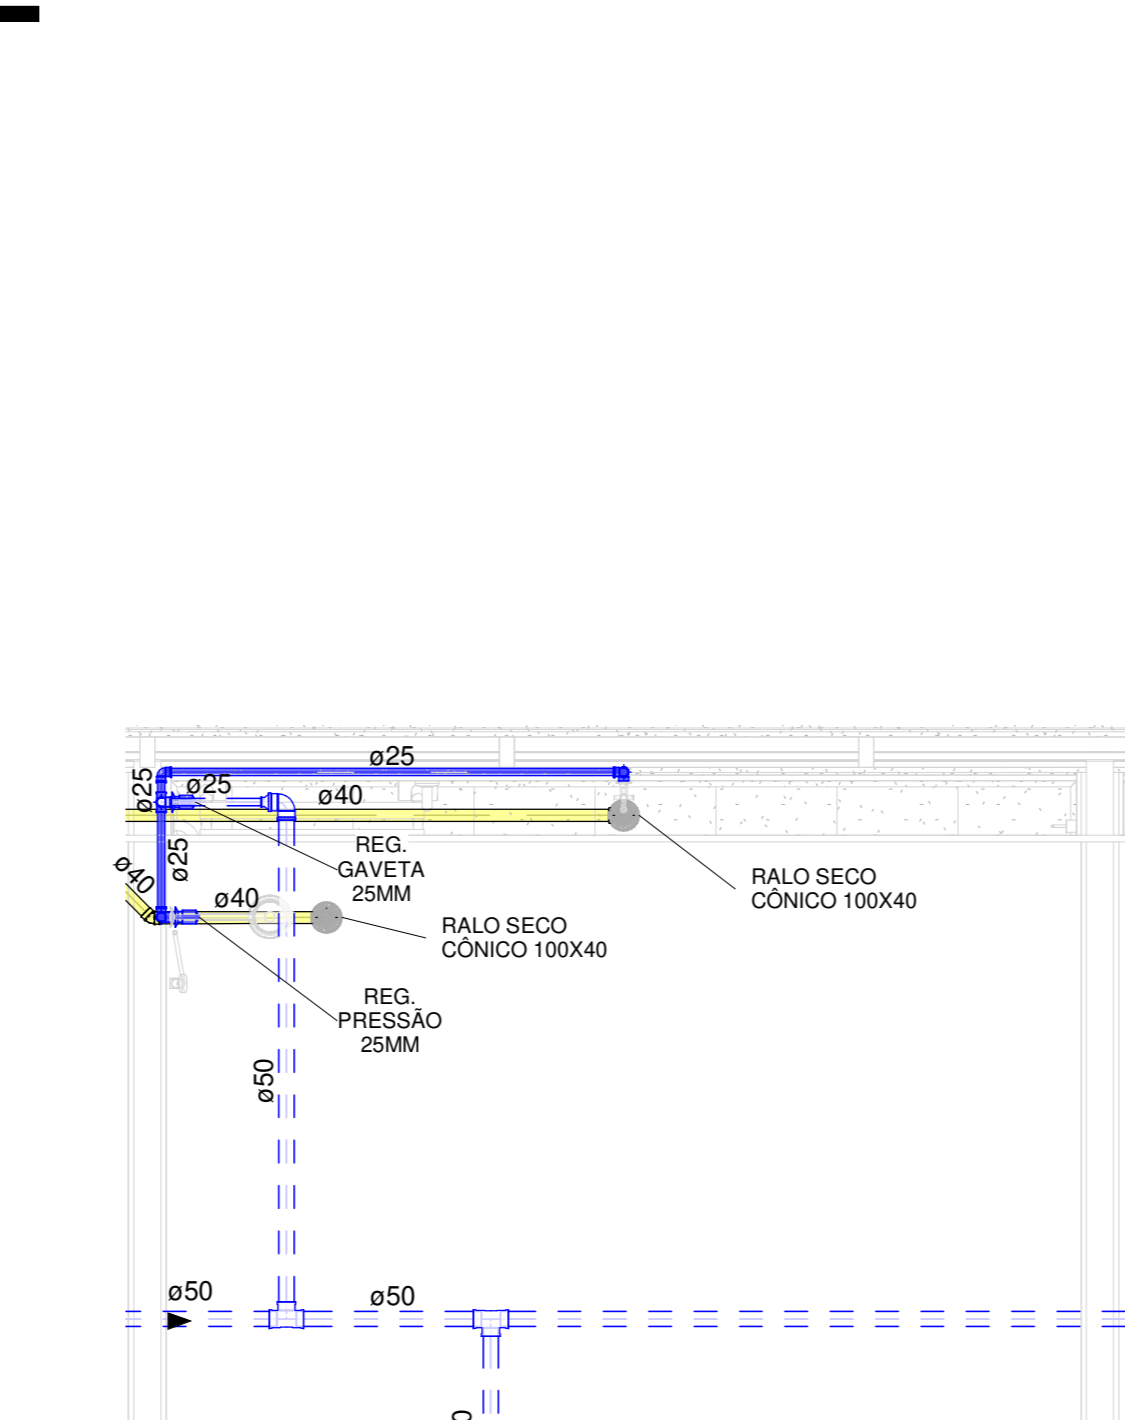 ø25
ø25
ø25
ø40
REG.
GAVETA
25MM
ø25
ø40
ø40
RALO SECO
CÔNICO 100X40
RALO SECO
CÔNICO 100X40
REG.
PRESSÃO
25MM
ø50
ø50
ø50